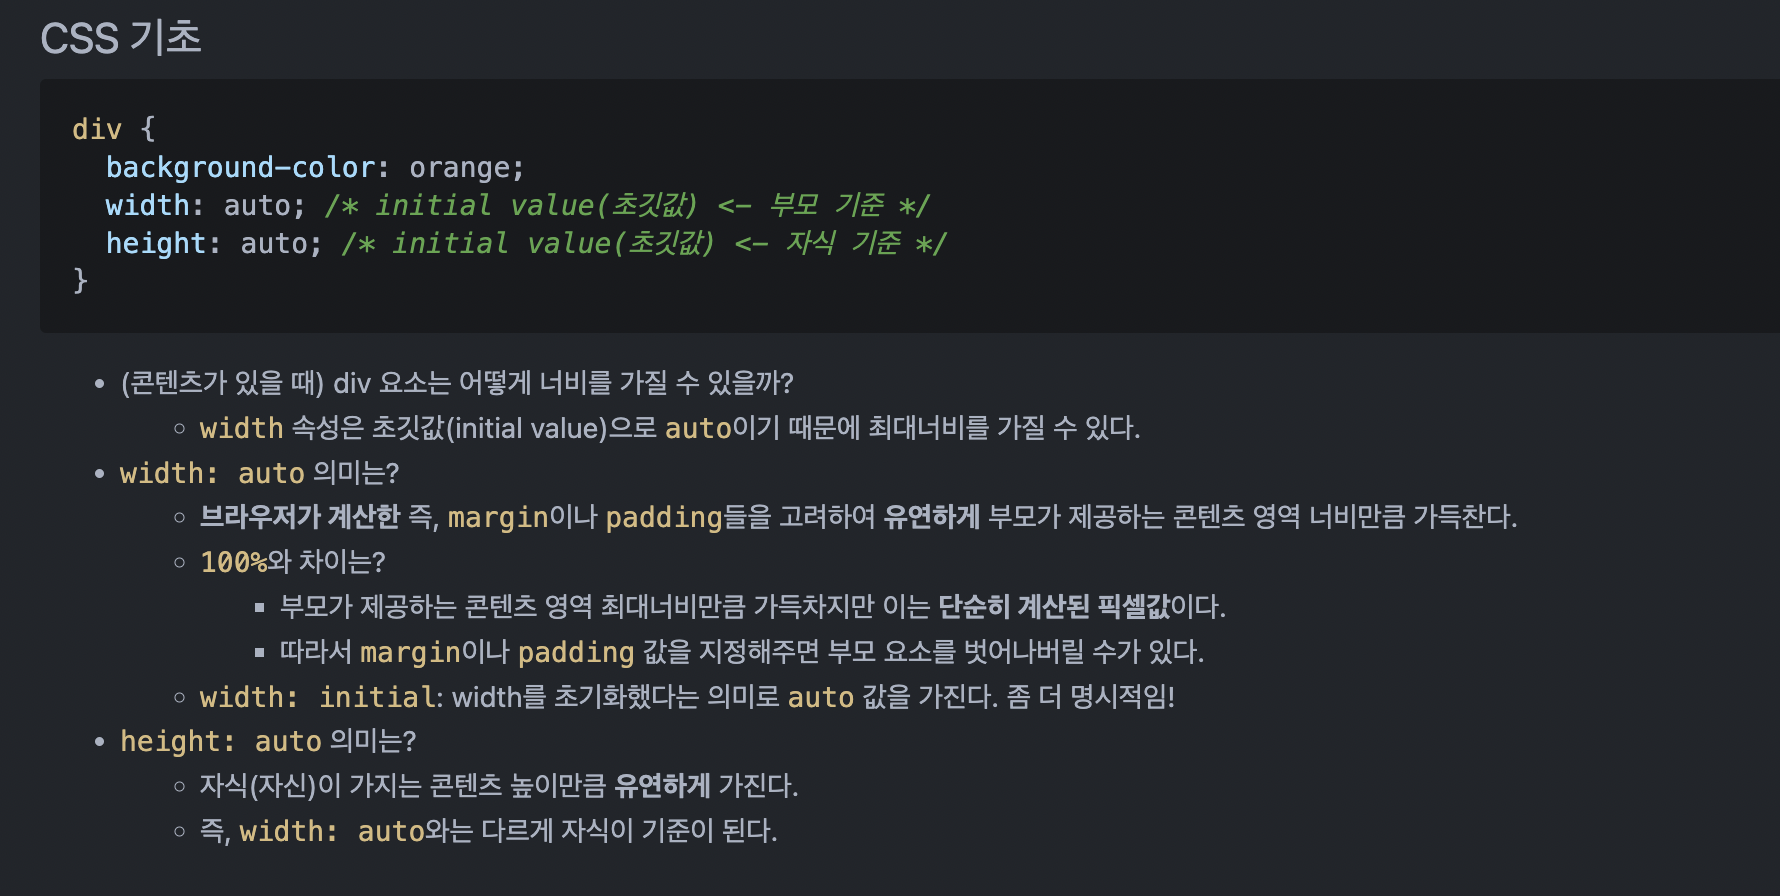 CSS 기초
div {
background-color: orange;
width: auto; /* initial value(초깃값) <- 부모 기준 */
height: auto; /* initial value(초깃값) <- 자식 기준 */
}
• (콘텐츠가 있을 때) div 요소는 어떻게 너비를 가질 수 있을까?
◦ width 속성은 초깃값(initial value)으로 auto이기 때문에 최대너비를 가질 수 있다.
• width: auto 의미는?
◦ 브라우저가 계산한 즉, margin이나 padding들을 고려하여 유연하게 부모가 제공하는 콘텐츠 영역 너비만큼 가득찬다.
◦ 100%와 차이는?
▪ 부모가 제공하는 콘텐츠 영역 최대너비만큼 가득차지만 이는 단순히 계산된 픽셀값이다.
▪ 따라서 margin이나 padding 값을 지정해주면 부모 요소를 벗어나버릴 수가 있다.
◦ width: initial: width를 초기화했다는 의미로 auto 값을 가진다. 좀 더 명시적임!
• height: auto 의미는?
◦ 자식(자신)이 가지는 콘텐츠 높이만큼 유연하게 가진다.
◦ 즉, width: auto와는 다르게 자식이 기준이 된다.